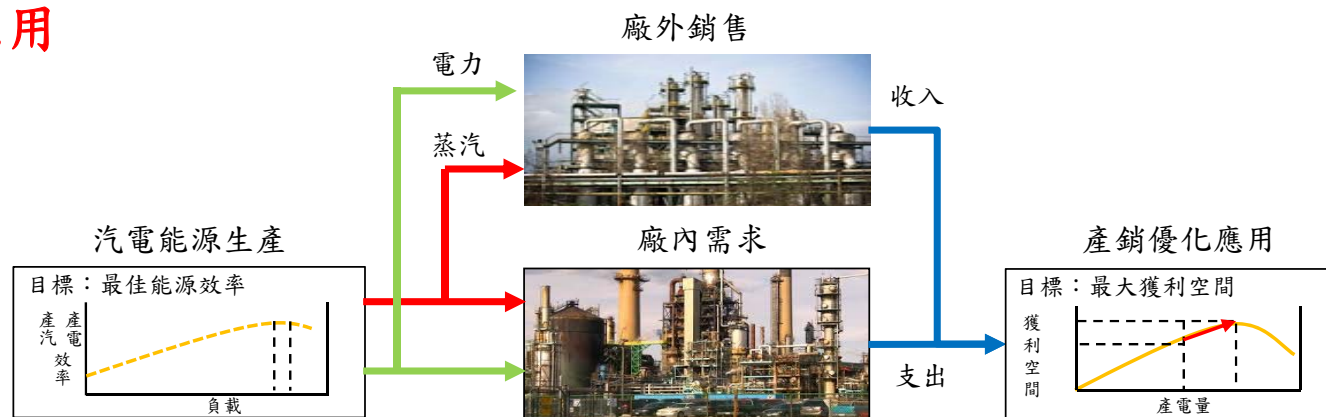 用
廠外銷售
電力
收入
蒸汽
汽電能源生產
廠內需求
產銷優化應用
目標：最佳能源效率
產汽
產電
效率
負載
支出
目標：最大獲利空間
獲利空間
產電量